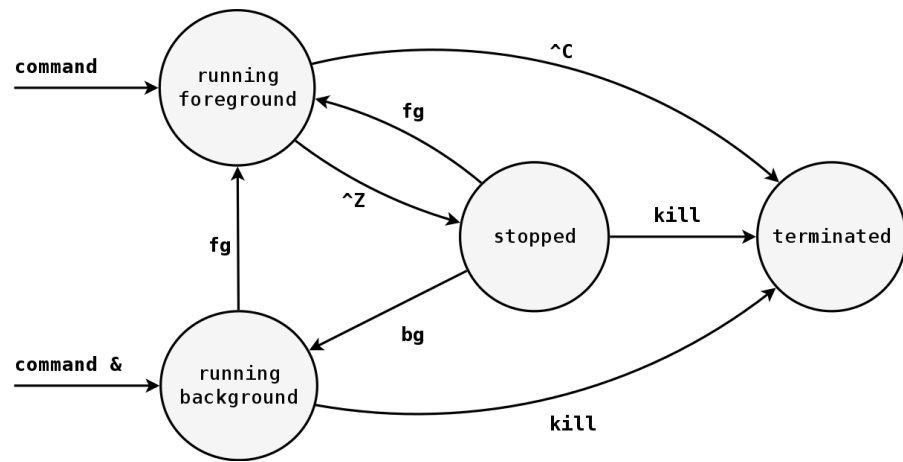 command
running
foreground
^C
fg
^Z
stopped
kill
terminated
fg
bg
command &
running
background
kill